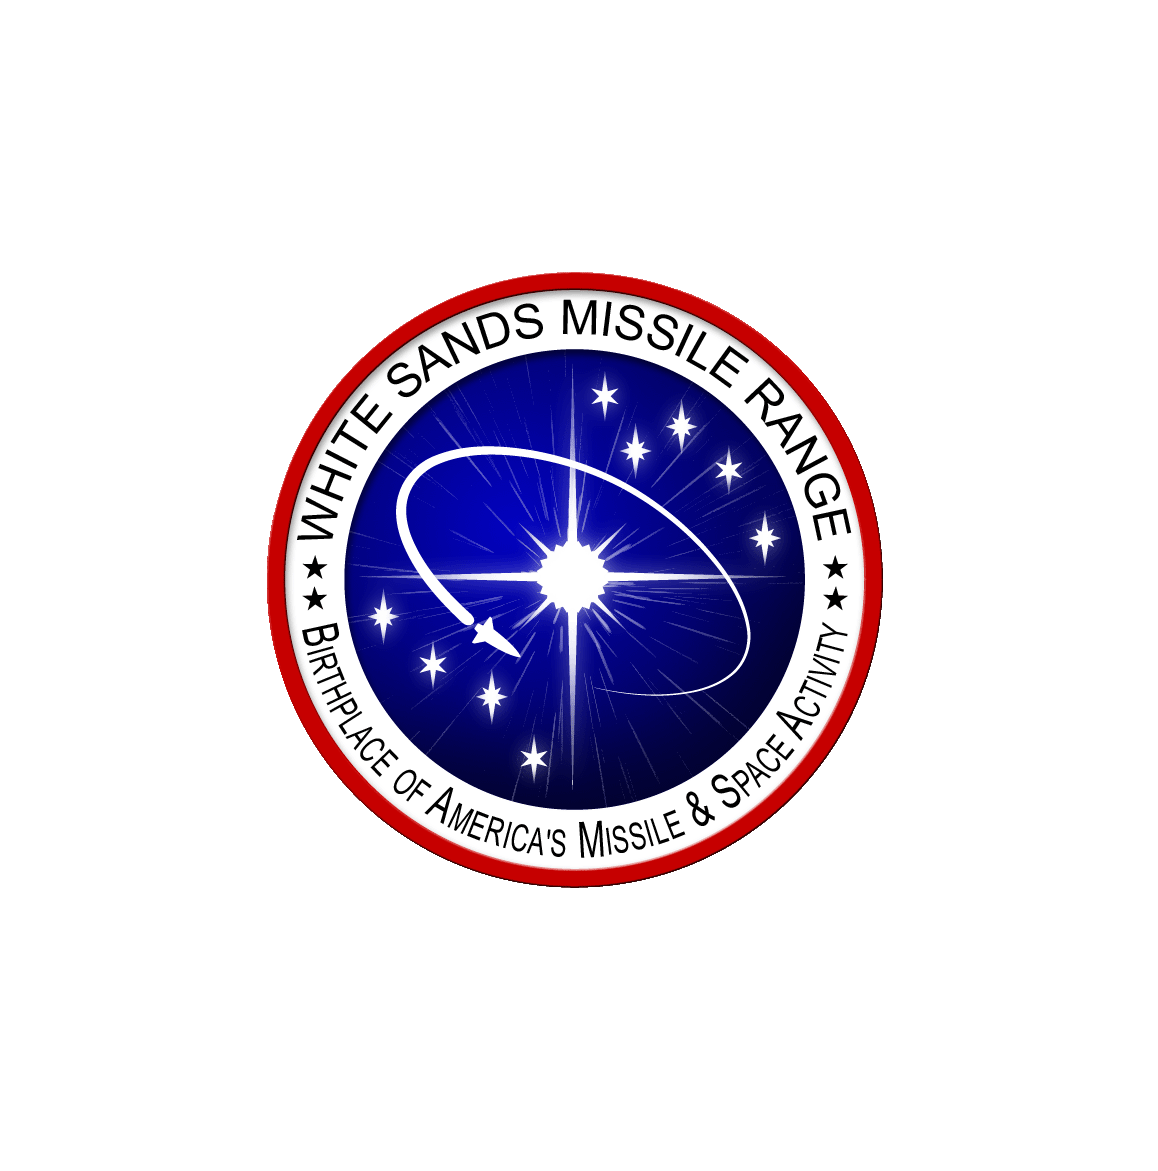 WHITE SANDS MISSILE RANGE
BIRTHPLACE OF AMERICA'S MISSILE & SPACE ACTIVITY